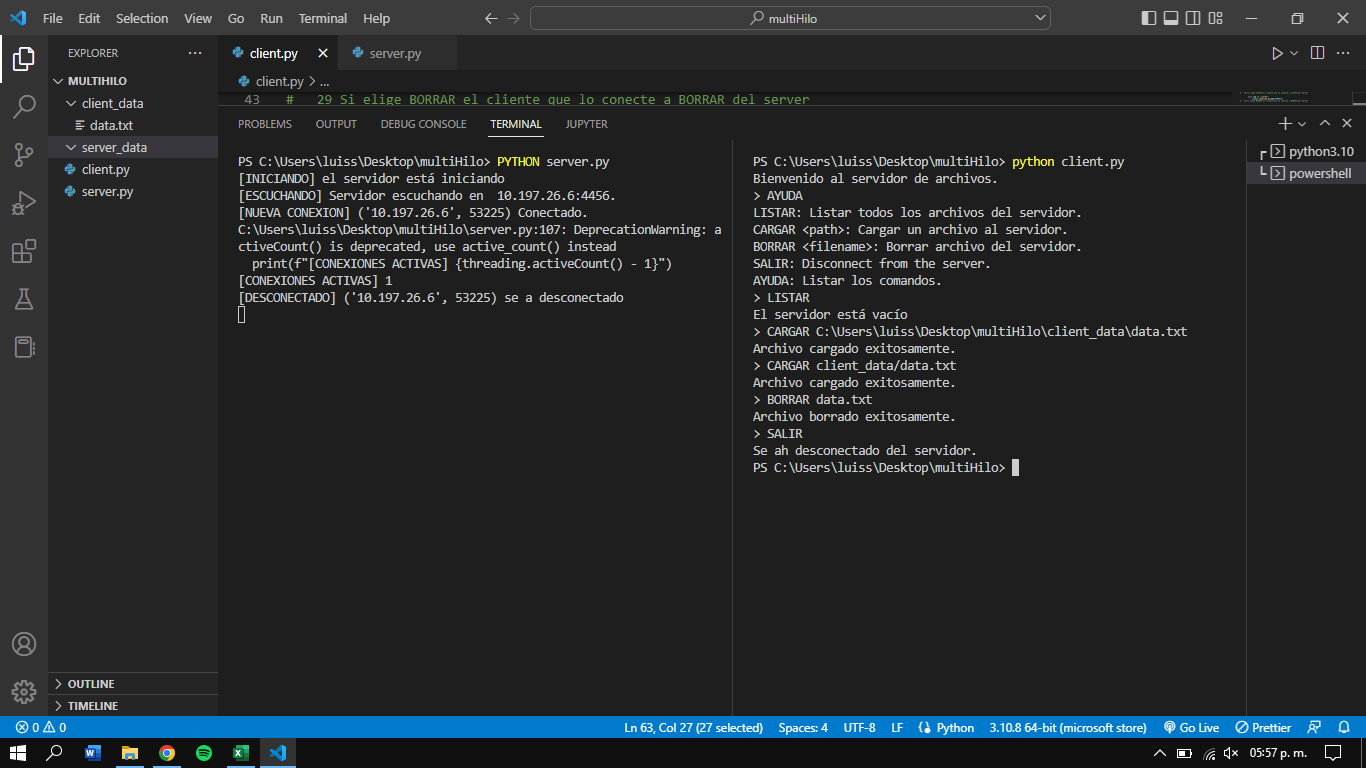 File Edit Selection View Go Run Terminal Help
multiHilo
EXPLORER
MULTIHILO
client_data
data.txt
server_data
client.py
server.py
OUTLINE
TIMELINE
client.py
server.py
client.py > ...
43 # 29 Si elige BORRAR el cliente que lo conecte a BORRAR del server
PROBLEMS OUTPUT DEBUG CONSOLE TERMINAL JUPYTER
PS C:\Users\luiss\Desktop\multiHilo> PYTHON server.py
[INICIANDO] el servidor está iniciando
[ESCUCHANDO] Servidor escuchando en  10.197.26.6:4456.
[NUEVA CONEXION] ('10.197.26.6', 53225) Conectado.
C:\Users\luiss\Desktop\multiHilo\server.py:107: DeprecationWarning: a
ctiveCount() is deprecated, use active_count() instead
  print(f"[CONEXIONES ACTIVAS] {threading.activeCount() - 1}")
[CONEXIONES ACTIVAS] 1
[DESCONECTADO] ('10.197.26.6', 53225) se a desconectado
PS C:\Users\luiss\Desktop\multiHilo> python client.py
Bienvenido al servidor de archivos.
> AYUDA
LISTAR: Listar todos los archivos del servidor.
CARGAR <path>: Cargar un archivo al servidor.
BORRAR <filename>: Borrar archivo del servidor.
SALIR: Disconnect from the server.
AYUDA: Listar los comandos.
> LISTAR
El servidor está vacío
> CARGAR C:\Users\luiss\Desktop\multiHilo\client_data\data.txt
Archivo cargado exitosamente.
> CARGAR client_data/data.txt
Archivo cargado exitosamente.
> BORRAR data.txt
Archivo borrado exitosamente.
> SALIR
Se ah desconectado del servidor.
PS C:\Users\luiss\Desktop\multiHilo>
python3.10
powershell
0 0 Ln 63, Col 27 (27 selected) Spaces: 4 UTF-8 LF Python 3.10.8 64-bit (microsoft store) Go Live Prettier
05:57 p. m.